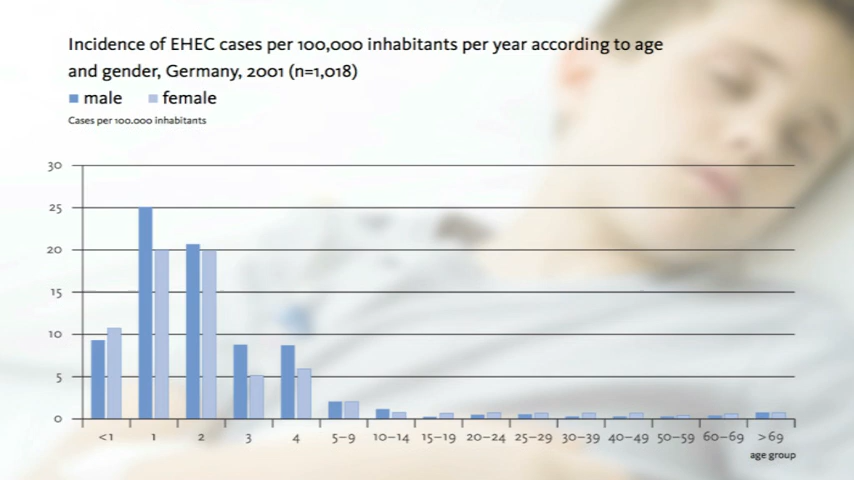 Incidence of EHEC cases per 100,000 inhabitants per year according to age
and gender, Germany, 2001 (n=1,018)
male female
Cases per 100.000 inhabitants
30
25
20
15
10
5
0
<1 1 2 3 4 5–9 10–14 15–19 20–24 25–29 30–39 40–49 50–59 60–69 >69
age group